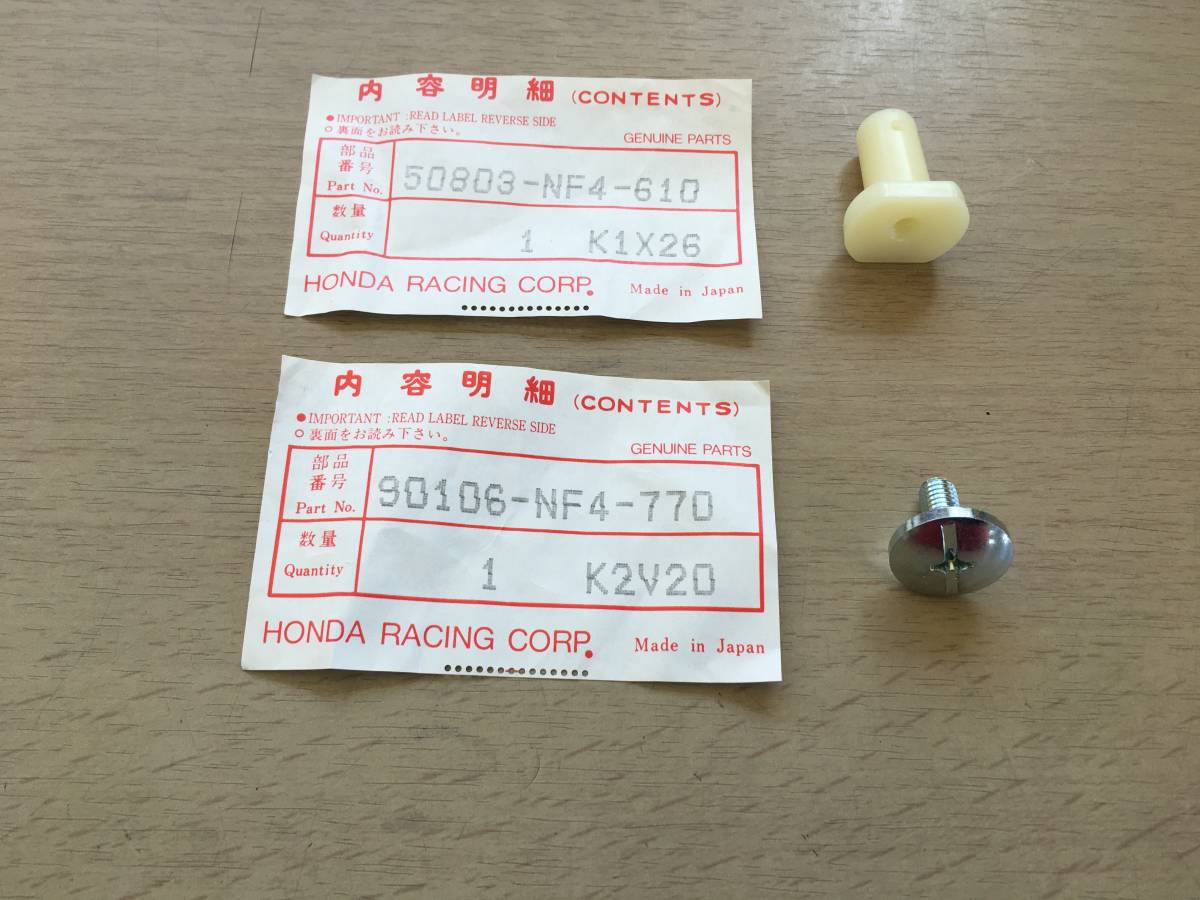 内容明細 (CONTENTS)
●IMPORTANT :READ LABEL REVERSE SIDE
○裏面をお読み下さい。
GENUINE PARTS
部品
番号
Part No. 50803-NF4-610
数量
Quantity 1 K1X26
HONDA RACING CORP. Made in Japan
内容明細 (CONTENTS)
●IMPORTANT :READ LABEL REVERSE SIDE
○裏面をお読み下さい。
GENUINE PARTS
部品
番号
Part No. 90106-NF4-770
数量
Quantity 1 K2V20
HONDA RACING CORP. Made in Japan